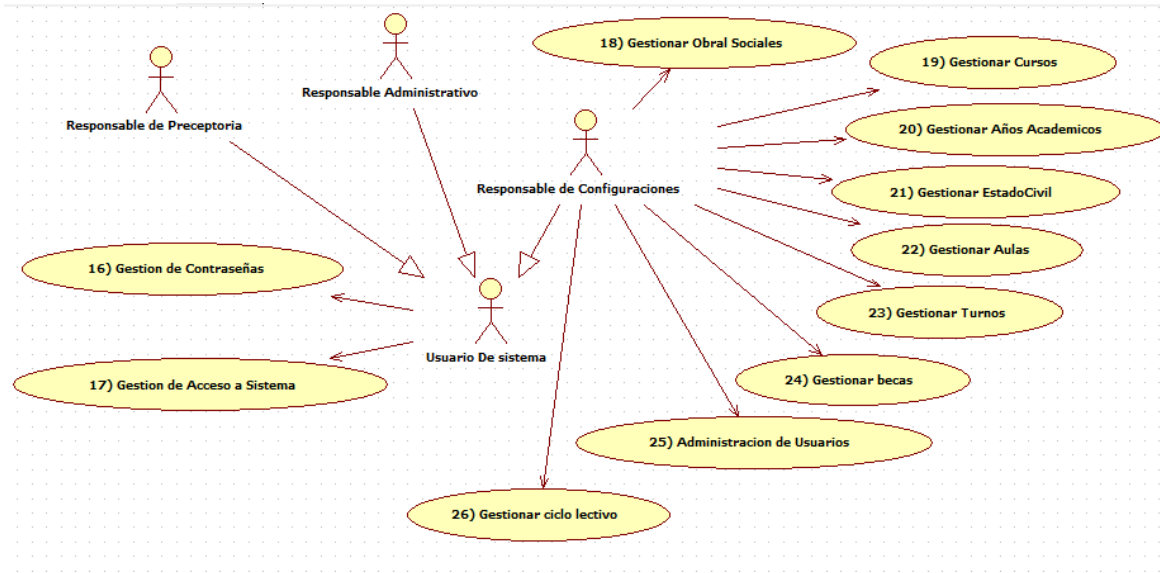 18) Gestionar Obral Sociales
19) Gestionar Cursos
Responsable Administrativo
Responsable de Preceptoria
20) Gestionar Años Academicos
Responsable de Configuraciones
21) Gestionar EstadoCivil
22) Gestionar Aulas
16) Gestion de Contraseñas
23) Gestionar Turnos
Usuario De sistema
17) Gestion de Acceso a Sistema
24) Gestionar becas
25) Administracion de Usuarios
26) Gestionar ciclo lectivo